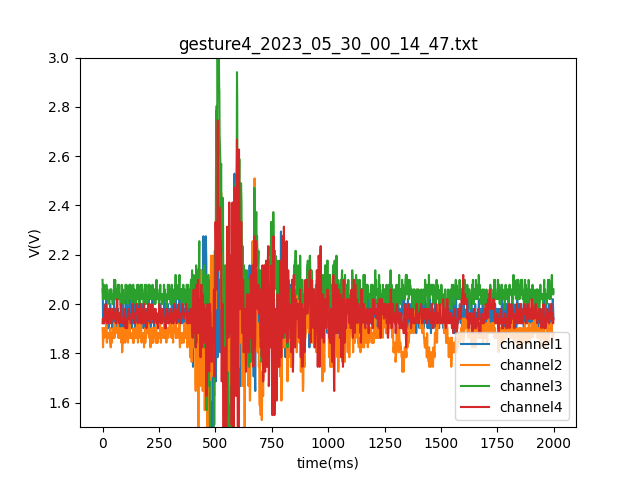 gesture4_2023_05_30_00_14_47.txt
3.0
2.8
2.6
2.4
2.2
2.0
1.8
1.6
V(V)
channel1
channel2
channel3
channel4
0 250 500 750 1000 1250 1500 1750 2000
time(ms)